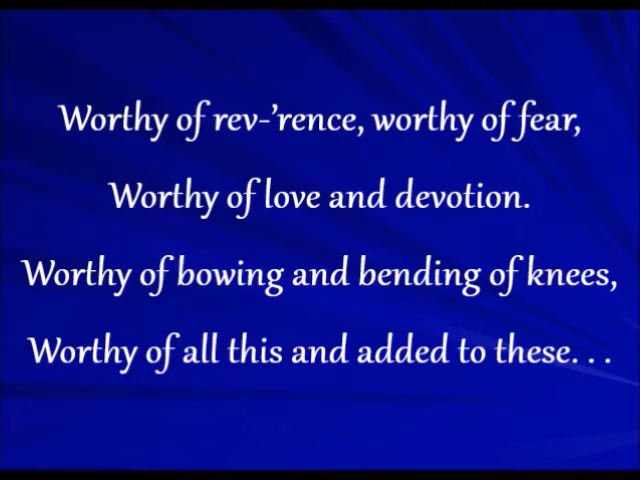 Worthy of rev-’rence, worthy of fear,
Worthy of love and devotion.
Worthy of bowing and bending of knees,
Worthy of all this and added to these. . .